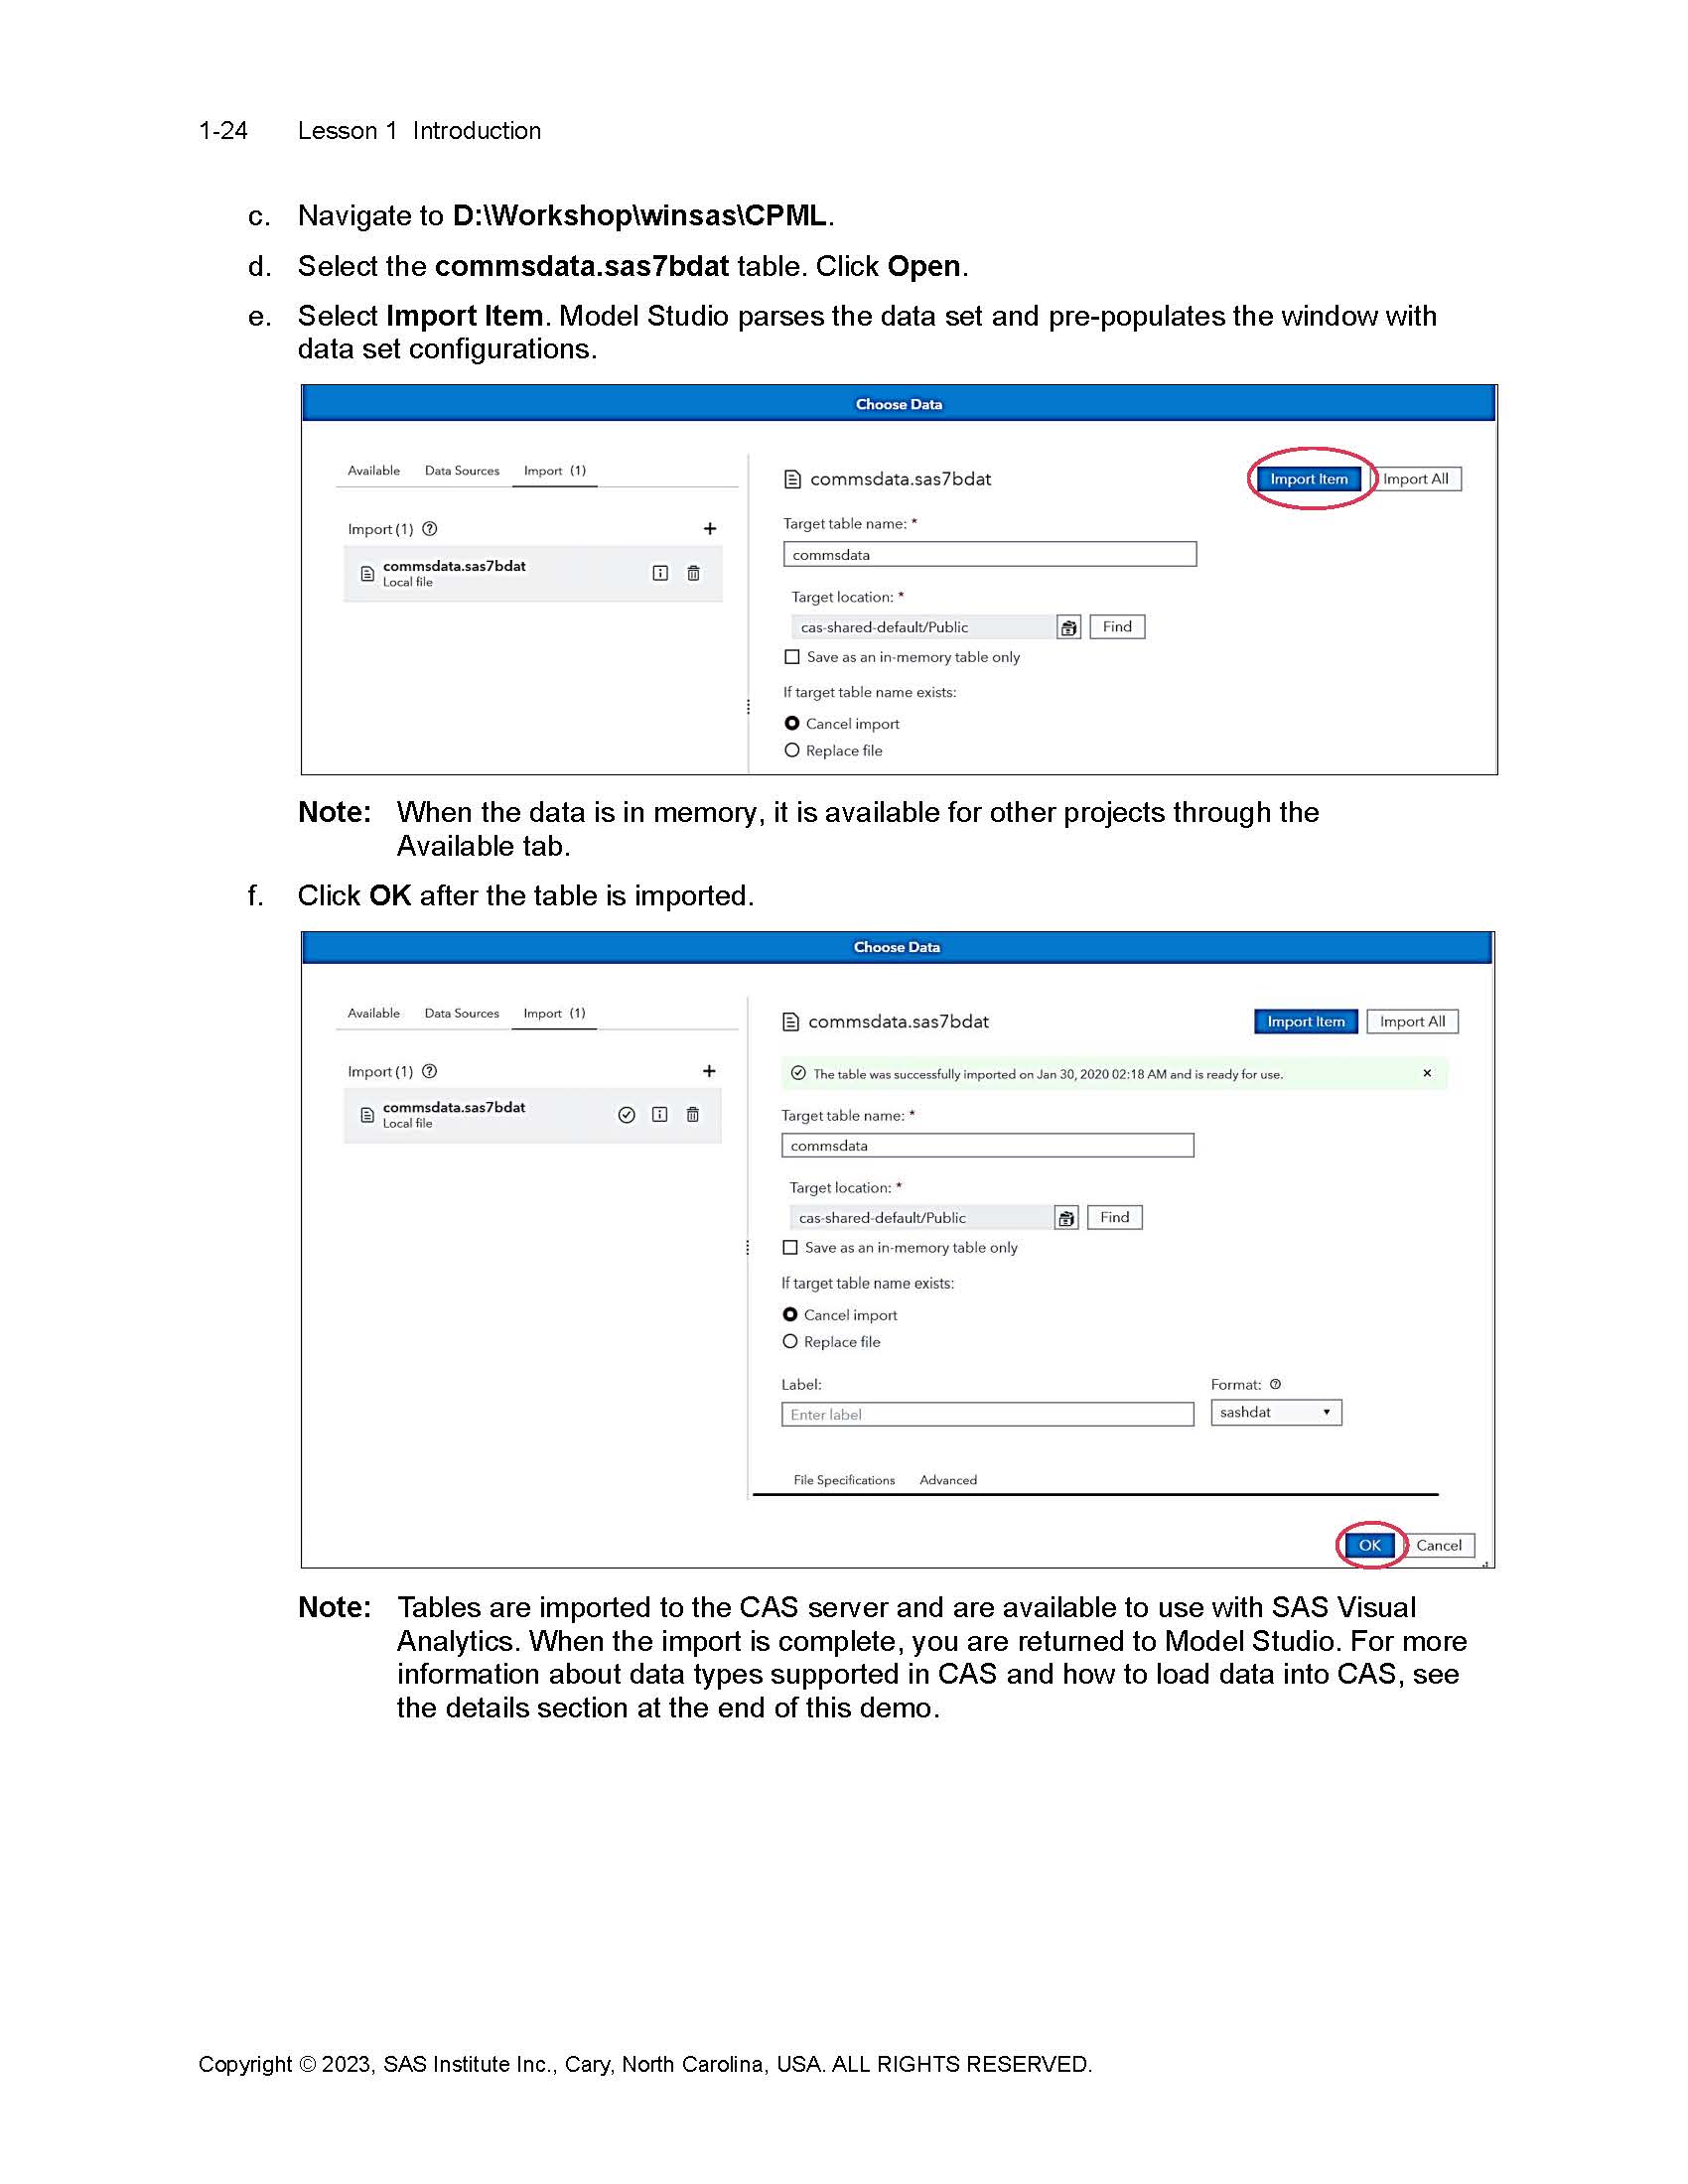 1-24 Lesson 1 Introduction
c. Navigate to D:\Workshop\winsas\CPML.
d. Select the commsdata.sas7bdat table. Click Open.
e. Select Import Item. Model Studio parses the data set and pre-populates the window with
data set configurations.
Choose Data
Available Data Sources Import (1)
commsdata.sas7bdat
Import Item Import All
Import (1)
commsdata.sas7bdat
Local file
Target table name: *
commsdata
Target location: *
cas-shared-default/Public
Find
Save as an in-memory table only
If target table name exists:
Cancel import
Replace file
Note: When the data is in memory, it is available for other projects through the
Available tab.
f. Click OK after the table is imported.
Choose Data
Available Data Sources Import (1)
commsdata.sas7bdat
Import Item Import All
Import (1)
commsdata.sas7bdat
Local file
The table was successfully imported on Jan 30, 2020 02:18 AM and is ready for use.
Target table name: *
commsdata
Target location: *
cas-shared-default/Public
Find
Save as an in-memory table only
If target table name exists:
Cancel import
Replace file
Label: Format:
Enter label sashdat
File Specifications Advanced
OK Cancel
Note: Tables are imported to the CAS server and are available to use with SAS Visual
Analytics. When the import is complete, you are returned to Model Studio. For more
information about data types supported in CAS and how to load data into CAS, see
the details section at the end of this demo.
Copyright © 2023, SAS Institute Inc., Cary, North Carolina, USA. ALL RIGHTS RESERVED.